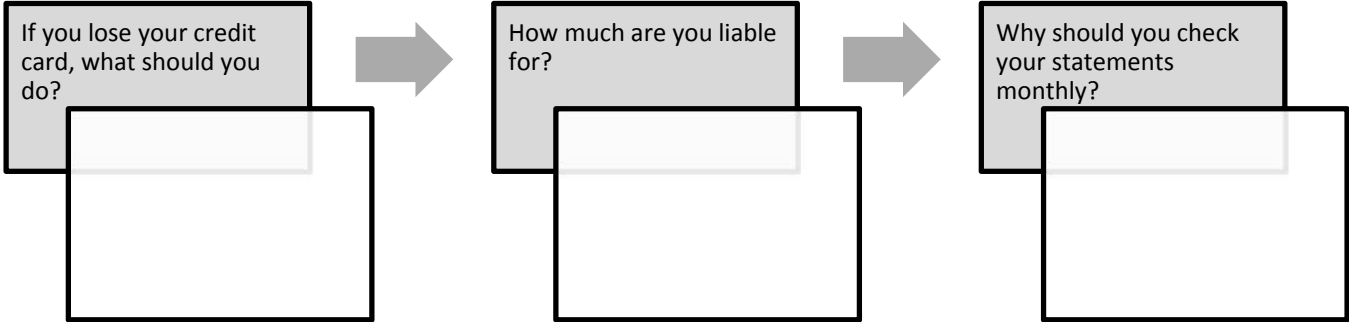 If you lose your credit
card, what should you
do?
How much are you liable
for?
Why should you check
your statements
monthly?